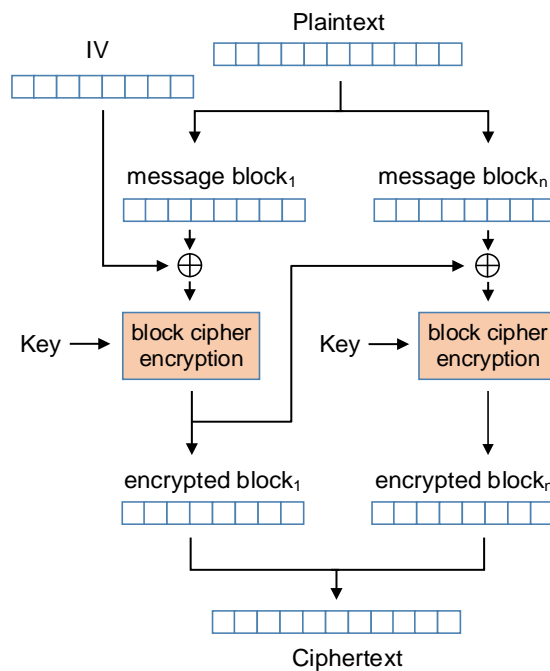 Plaintext
IV
message block₁
message blockₙ
Key
block cipher
encryption
Key
block cipher
encryption
encrypted block₁
encrypted blockₙ
Ciphertext